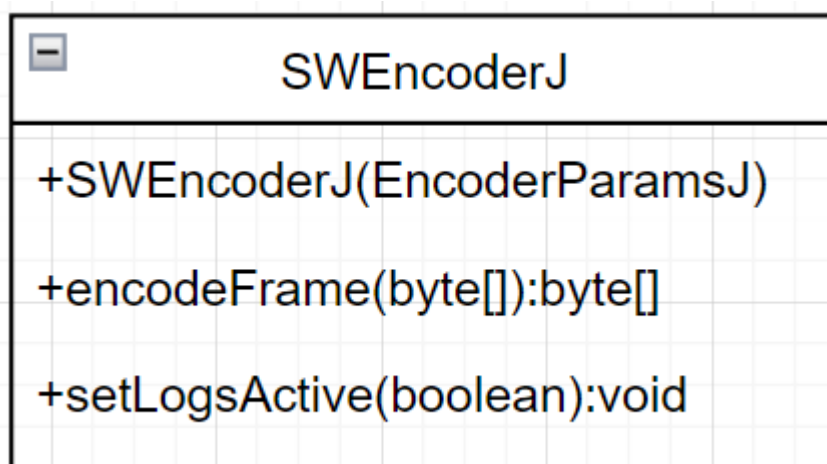 SWEncoderJ
+SWEncoderJ(EncoderParamsJ)
+encodeFrame(byte[]):byte[]
+setLogsActive(boolean):void